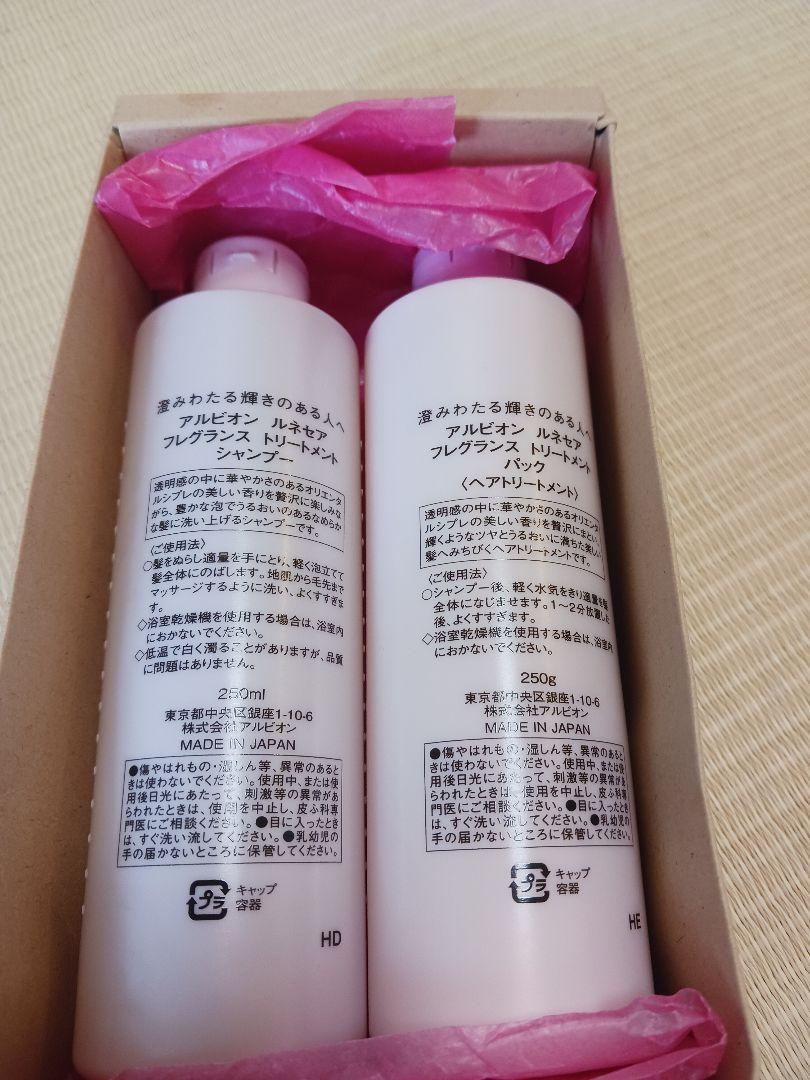 澄みわたる輝きのある人へ
アルビオン ルネセア
フレグランス トリートメント
シャンプー
透明感の中に華やかさのあるオリエンタ
ルシプレの美しい香りを贅沢に楽しみな
がら、豊かな泡でうるおいのあるなめらか
な髪に洗い上げるシャンプーです。
〈ご使用法〉
○髪をぬらし適量を手にとり、軽く泡立てて
髪全体にのばします。地肌から毛先まで
マッサージするように洗い、よくすすぎま
す。
◇浴室乾燥機を使用する場合は、浴室内
におかないでください。
◇低温で白く濁ることがありますが、品質
に問題はありません。
250ml
東京都中央区銀座1-10-6
株式会社アルビオン
MADE IN JAPAN
●傷やはれもの・湿しん等、異常のあると
きは使わないでください。使用中、または使
用後日光にあたって、刺激等の異常があ
らわれたときは、使用を中止し、皮ふ科専
門医にご相談ください。●目に入ったとき
は、すぐ洗い流してください。●乳幼児の
手の届かないところに保管してください。
プラ
キャップ
容器
HD
澄みわたる輝きのある人へ
アルビオン ルネセア
フレグランス トリートメント
パック
〈ヘアトリートメント〉
透明感の中に華やかさのあるオリエンタ
ルシプレの美しい香りを贅沢にまとい、
輝くようなツヤとうるおいに満ちた美しい
髪へみちびくヘアトリートメントです。
〈ご使用法〉
○シャンプー後、軽く水気をきり適量を髪
全体になじませます。1〜2分放置した
後、よくすすぎます。
◇浴室乾燥機を使用する場合は、浴室内
におかないでください。
250g
東京都中央区銀座1-10-6
株式会社アルビオン
MADE IN JAPAN
●傷やはれもの・湿しん等、異常のあると
きは使わないでください。使用中、または使
用後日光にあたって、刺激等の異常があ
らわれたときは、使用を中止し、皮ふ科専
門医にご相談ください。●目に入ったとき
は、すぐ洗い流してください。●乳幼児の
手の届かないところに保管してください。
プラ
キャップ
容器
HE